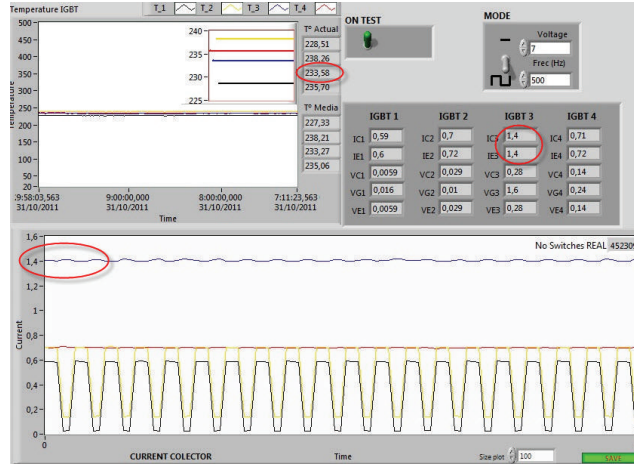 Temperature IGBT
T_1 T_2 T_3 T_4
500
450
400
350
300
250
200
150
100
50
20
Temperature
240
235
230
225
Tº Actual
228,51
238,26
233,58
235,70
Tº Media
227,33
238,21
233,27
235,06
:9:58:03,563 9:00:00,000 8:00:00,000 7:11:23,563
31/10/2011 31/10/2011 31/10/2011 31/10/2011
Time
ON TEST
MODE
Voltage
7
Frec (Hz)
500
IGBT 1 IGBT 2 IGBT 3 IGBT 4
IC1 0,59 IC2 0,7 IC3 1,4 IC4 0,71
IE1 0,6 IE2 0,72 IE3 1,4 IE4 0,72
VC1 0,0059 VC2 0,029 VC3 0,28 VC4 0,14
VG1 0,016 VG2 0,01 VG3 1,6 VG4 0,24
VE1 0,0059 VE2 0,029 VE3 0,28 VE4 0,14
No Switches REAL 452309
1,6
1,4
1,2
1
0,8
0,6
0,4
0,2
0
Current
0
CURRENT COLECTOR Time Size plot 100 SAVE